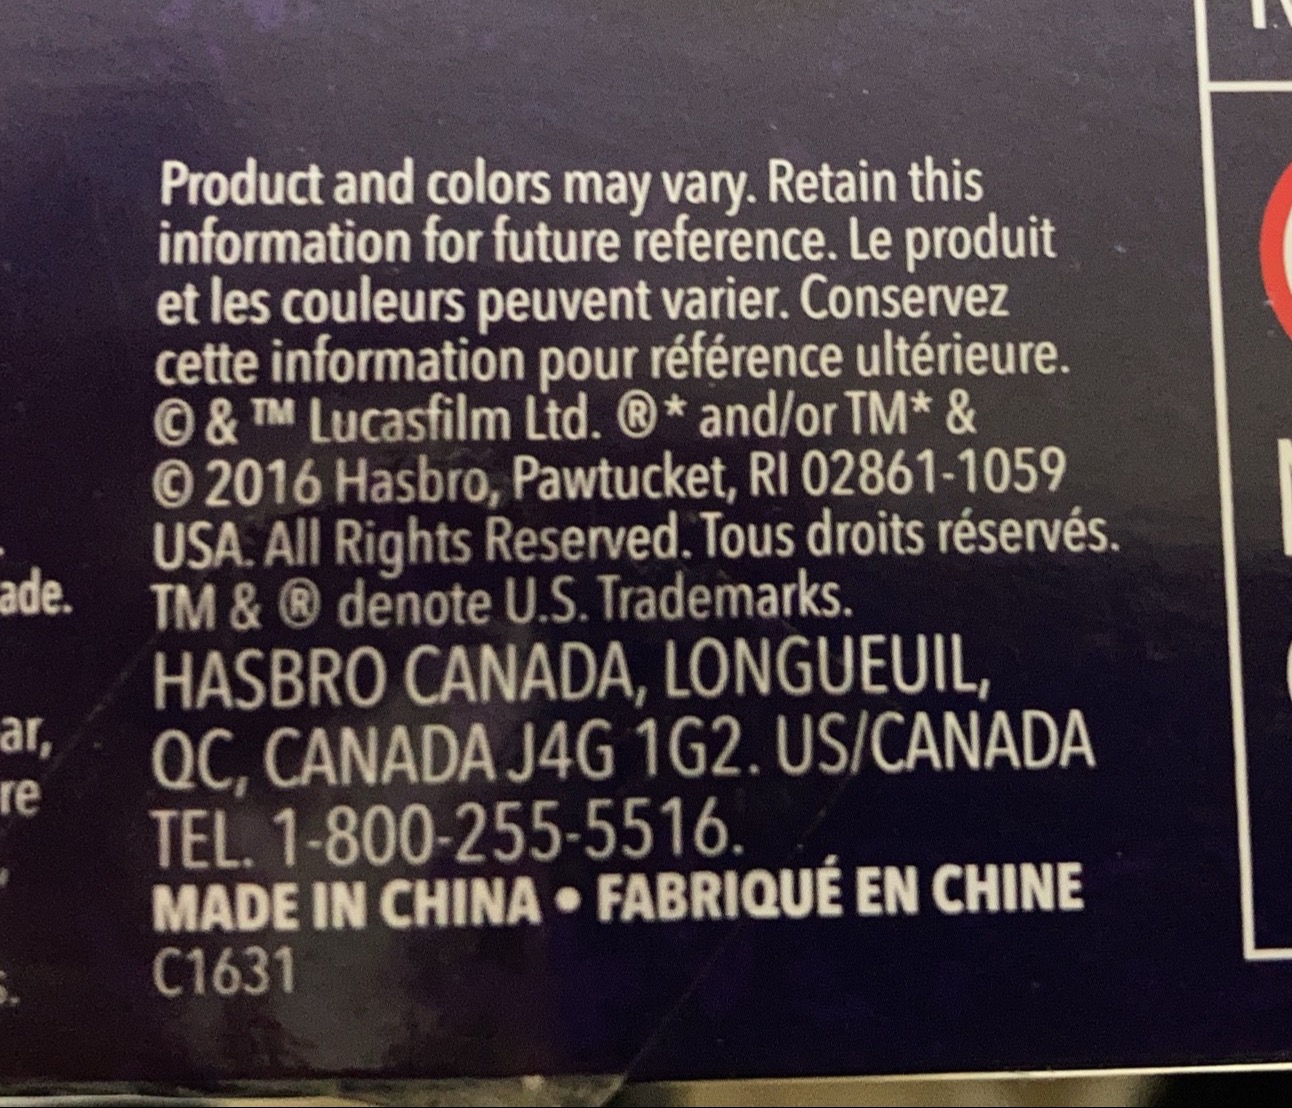 Product and colors may vary. Retain this
information for future reference. Le produit
et les couleurs peuvent varier. Conservez
cette information pour référence ultérieure.
© & ™ Lucasfilm Ltd. ®* and/or TM* &
© 2016 Hasbro, Pawtucket, RI 02861-1059
USA. All Rights Reserved. Tous droits réservés.
TM & ® denote U.S. Trademarks.
HASBRO CANADA, LONGUEUIL,
QC, CANADA J4G 1G2. US/CANADA
TEL. 1-800-255-5516.
MADE IN CHINA • FABRIQUÉ EN CHINE
C1631